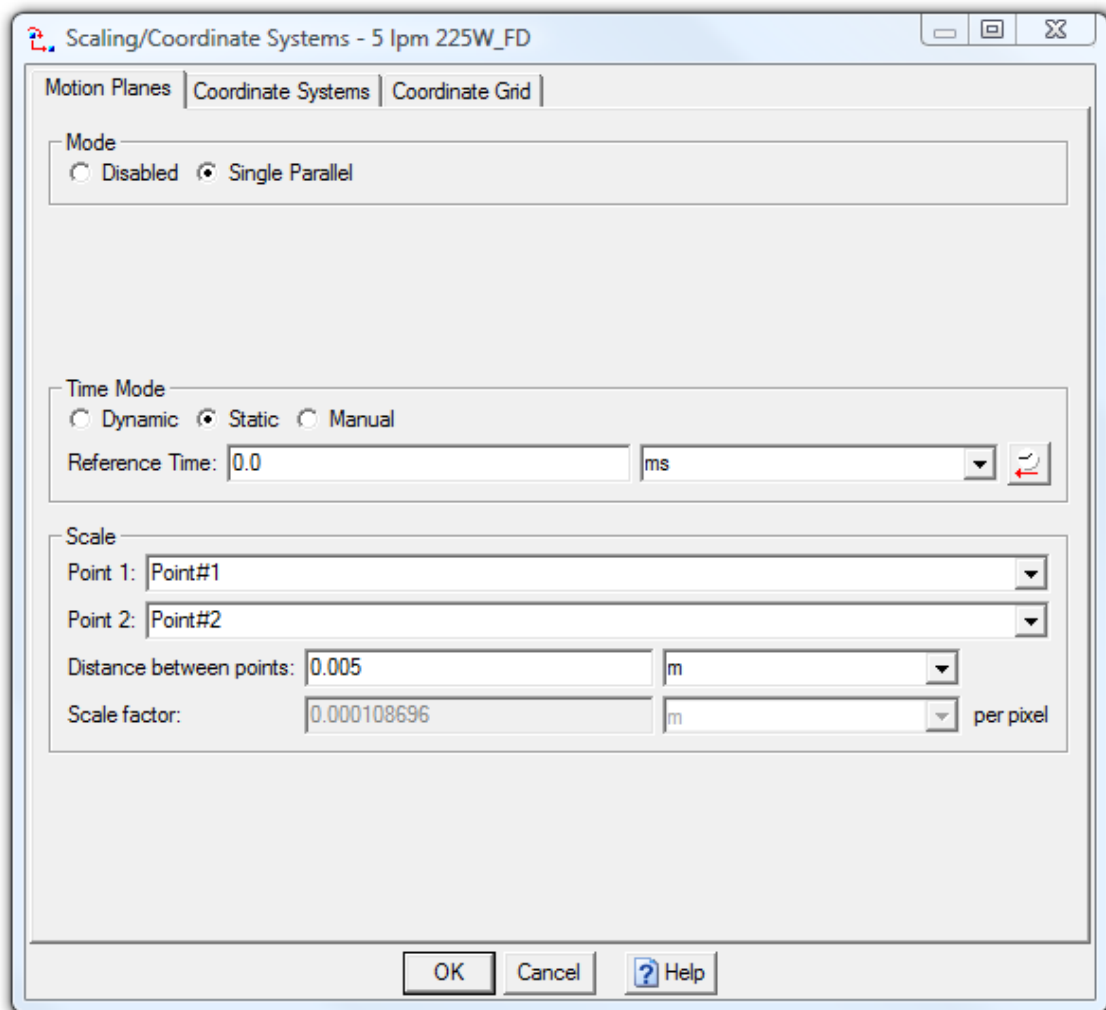 Scaling/Coordinate Systems - 5 lpm 225W_FD
Motion Planes Coordinate Systems Coordinate Grid
Mode
Disabled Single Parallel
Time Mode
Dynamic Static Manual
Reference Time: 0.0 ms
Scale
Point 1: Point#1
Point 2: Point#2
Distance between points: 0.005 m
Scale factor: 0.000108696 m per pixel
OK Cancel ? Help